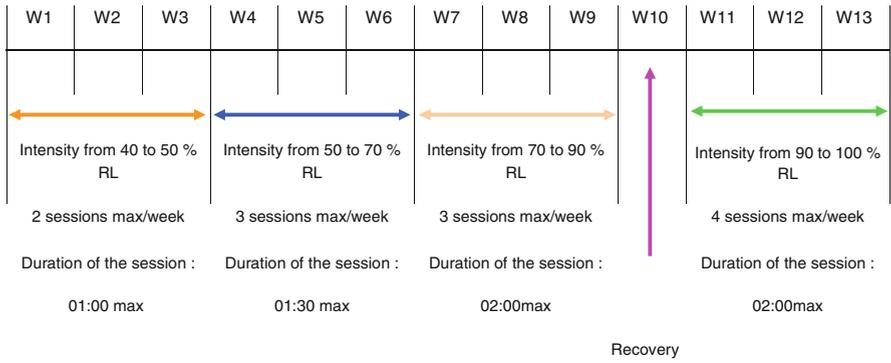 W1 W2 W3 W4 W5 W6 W7 W8 W9 W10 W11 W12 W13
Intensity from 40 to 50 %
RL
2 sessions max/week
Duration of the session :
01:00 max
Intensity from 50 to 70 %
RL
3 sessions max/week
Duration of the session :
01:30 max
Intensity from 70 to 90 %
RL
3 sessions max/week
Duration of the session :
02:00max
Recovery
Intensity from 90 to 100 %
RL
4 sessions max/week
Duration of the session :
02:00max